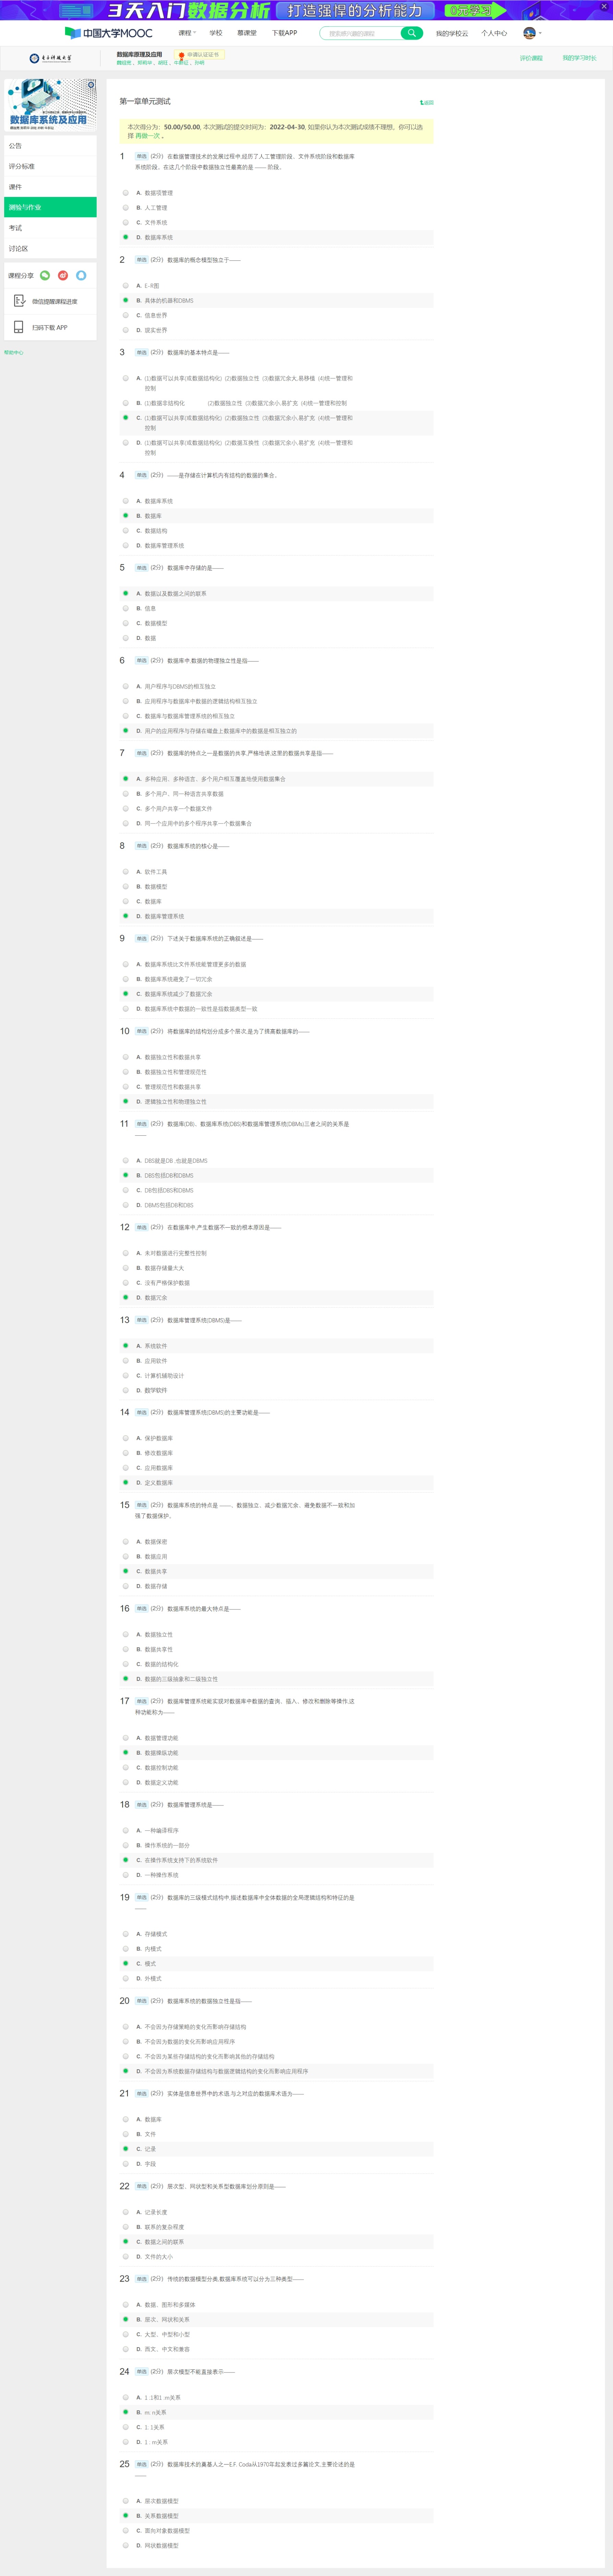 3天入门数据分析 打造强悍竞争力 0元学习
中国大学MOOC 课程 学校 慕课堂 下载APP 搜索感兴趣的课程 我的学校云 个人中心
数据库原理及应用 申请认证证书
评价课程 我的学习时长
数据库系统及应用
公告
评分标准
课件
测验与作业
考试
讨论区
课程分享
微信提醒课程进度
扫码下载 APP
帮助中心
第一章单元测试
返回
本次得分为：50.00/50.00, 本次测试的提交时间为：2022-04-30, 如果你认为本次测试成绩不理想，你可以选
择 再做一次 。
1 单选 (2分) 在数据管理技术的发展过程中,经历了人工管理阶段、文件系统阶段和数据库
系统阶段。在这几个阶段中数据独立性最高的是 —— 阶段。
A. 数据项管理
B. 人工管理
C. 文件系统
D. 数据库系统
2 单选 (2分) 数据库的概念模型独立于——
A. E-R图
B. 具体的机器和DBMS
C. 信息世界
D. 现实世界
3 单选 (2分) 数据库的基本特点是——
A. (1)数据可以共享(或数据结构化) (2)数据独立性 (3)数据冗余大,易移植 (4)统一管理和
控制
B. (1)数据非结构化 (2)数据独立性 (3)数据冗余小,易扩充 (4)统一管理和控制
C. (1)数据可以共享(或数据结构化) (2)数据独立性 (3)数据冗余小,易扩充 (4)统一管理和
控制
D. (1)数据可以共享(或数据结构化) (2)数据互换性 (3)数据冗余小,易扩充 (4)统一管理和
控制
4 单选 (2分) ——是存储在计算机内有结构的数据的集合。
A. 数据库系统
B. 数据库
C. 数据结构
D. 数据库管理系统
5 单选 (2分) 数据库中存储的是——
A. 数据以及数据之间的联系
B. 信息
C. 数据模型
D. 数据
6 单选 (2分) 数据库中,数据的物理独立性是指——
A. 用户程序与DBMS的相互独立
B. 应用程序与数据库中数据的逻辑结构相互独立
C. 数据库与数据库管理系统的相互独立
D. 用户的应用程序与存储在磁盘上数据库中的数据是相互独立的
7 单选 (2分) 数据库的特点之一是数据的共享,严格地讲,这里的数据共享是指——
A. 多种应用、多种语言、多个用户相互覆盖地使用数据集合
B. 多个用户、同一种语言共享数据
C. 多个用户共享一个数据文件
D. 同一个应用中的多个程序共享一个数据集合
8 单选 (2分) 数据库系统的核心是——
A. 软件工具
B. 数据模型
C. 数据库
D. 数据库管理系统
9 单选 (2分) 下述关于数据库系统的正确叙述是——
A. 数据库系统比文件系统能管理更多的数据
B. 数据库系统避免了一切冗余
C. 数据库系统减少了数据冗余
D. 数据库系统中数据的一致性是指数据类型一致
10 单选 (2分) 将数据库的结构划分成多个层次,是为了提高数据库的——
A. 数据独立性和数据共享
B. 数据独立性和管理规范性
C. 管理规范性和数据共享
D. 逻辑独立性和物理独立性
11 单选 (2分) 数据库(DB)、数据库系统(DBS)和数据库管理系统(DBMs)三者之间的关系是
——
A. DBS就是DB ,也就是DBMS
B. DBS包括DB和DBMS
C. DB包括DBS和DBMS
D. DBMS包括DB和DBS
12 单选 (2分) 在数据库中,产生数据不一致的根本原因是——
A. 未对数据进行完整性控制
B. 数据存储量太大
C. 没有严格保护数据
D. 数据冗余
13 单选 (2分) 数据库管理系统(DBMS)是——
A. 系统软件
B. 应用软件
C. 计算机辅助设计
D. 数学软件
14 单选 (2分) 数据库管理系统(DBMS)的主要功能是——
A. 保护数据库
B. 修改数据库
C. 应用数据库
D. 定义数据库
15 单选 (2分) 数据库系统的特点是 ——、数据独立、减少数据冗余、避免数据不一致和加
强了数据保护。
A. 数据保密
B. 数据应用
C. 数据共享
D. 数据存储
16 单选 (2分) 数据库系统的最大特点是——
A. 数据独立性
B. 数据共享性
C. 数据的结构化
D. 数据的三级抽象和二级独立性
17 单选 (2分) 数据库管理系统能实现对数据库中数据的查询、插入、修改和删除等操作,这
种功能称为——
A. 数据管理功能
B. 数据操纵功能
C. 数据控制功能
D. 数据定义功能
18 单选 (2分) 数据库管理系统是——
A. 一种编译程序
B. 操作系统的一部分
C. 在操作系统支持下的系统软件
D. 一种操作系统
19 单选 (2分) 数据库的三级模式结构中,描述数据库中全体数据的全局逻辑结构和特征的是
——
A. 存储模式
B. 内模式
C. 模式
D. 外模式
20 单选 (2分) 数据库系统的数据独立性是指——
A. 不会因为存储策略的变化而影响存储结构
B. 不会因为数据的变化而影响应用程序
C. 不会因为某些存储结构的变化而影响其他的存储结构
D. 不会因为系统数据存储结构与数据逻辑结构的变化而影响应用程序
21 单选 (2分) 实体是信息世界中的术语,与之对应的数据库术语为——
A. 数据库
B. 文件
C. 记录
D. 字段
22 单选 (2分) 层次型、网状型和关系型数据库划分原则是——
A. 记录长度
B. 联系的复杂程度
C. 数据之间的联系
D. 文件的大小
23 单选 (2分) 传统的数据模型分类,数据库系统可以分为三种类型——
A. 数据、图形和多媒体
B. 层次、网状和关系
C. 大型、中型和小型
D. 西文、中文和兼容
24 单选 (2分) 层次模型不能直接表示——
A. 1 :1和1 :m关系
B. m: n关系
C. 1: 1关系
D. 1 : m关系
25 单选 (2分) 数据库技术的奠基人之一E.F. Coda从1970年起发表过多篇论文,主要论述的是
——
A. 层次数据模型
B. 关系数据模型
C. 面向对象数据模型
D. 网状数据模型